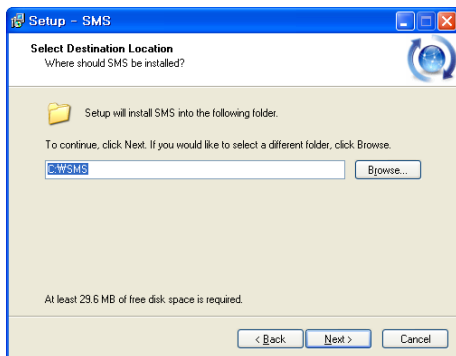 Setup - SMS
Select Destination Location
Where should SMS be installed?
Setup will install SMS into the following folder.
To continue, click Next. If you would like to select a different folder, click Browse.
C:₩SMS
Browse...
At least 29.6 MB of free disk space is required.
< Back
Next >
Cancel